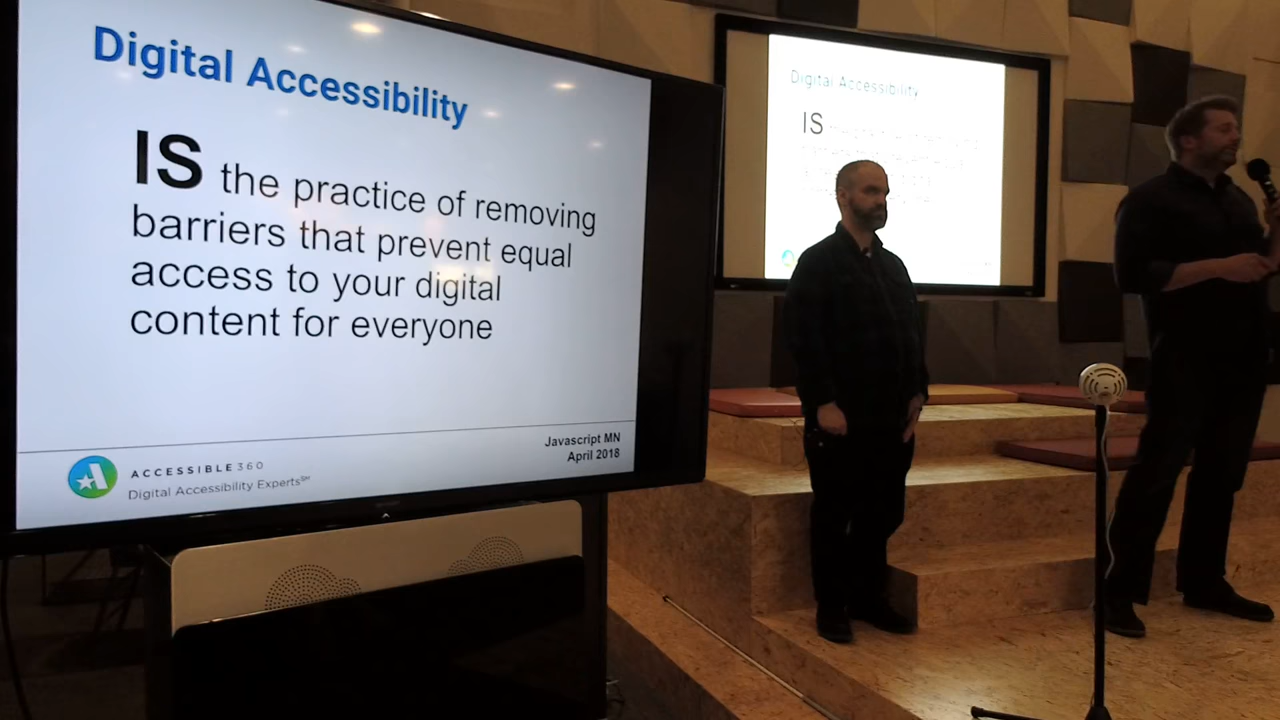 Digital Accessibility
IS the practice of removing
barriers that prevent equal
access to your digital
content for everyone
Javascript MN
April 2018
ACCESSIBLE360
Digital Accessibility Experts℠
Digital Accessibility
IS